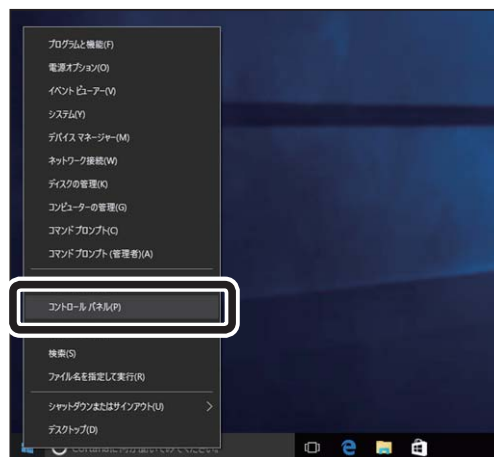 プログラムと機能(F)
電源オプション(O)
イベント ビューアー(V)
システム(Y)
デバイス マネージャー(M)
ネットワーク接続(W)
ディスクの管理(K)
コンピューターの管理(G)
コマンド プロンプト(C)
コマンド プロンプト (管理者)(A)
コントロール パネル(P)
検索(S)
ファイル名を指定して実行(R)
シャットダウンまたはサインアウト(U)
デスクトップ(D)